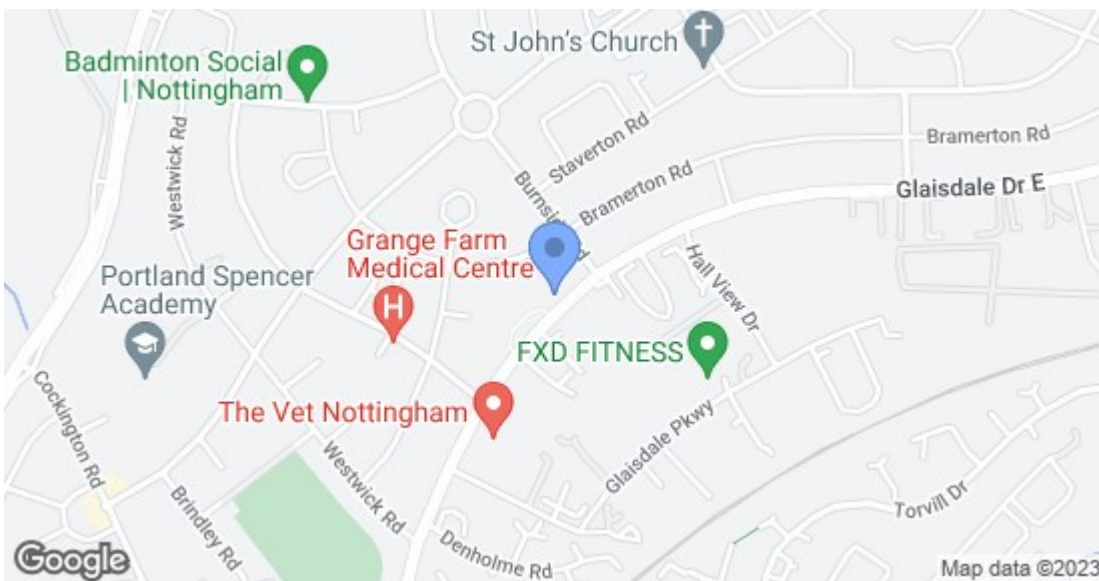 St John's Church
Badminton Social
| Nottingham
Westwick Rd
Staverton Rd
Bramerton Rd
Bramerton Rd
Glaisdale Dr E
Grange Farm
Medical Centre
H
Hall View Dr
Portland Spencer
Academy
FXD FITNESS
The Vet Nottingham
Cockington Rd
Glaisdale Pkwy
Westwick Rd
Brindley Rd
Torvill Dr
Denholme Rd
Google
Map data ©2023